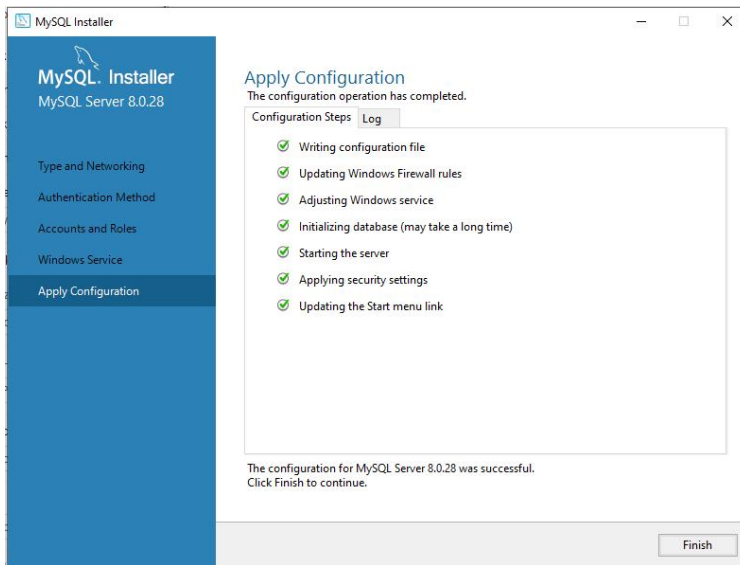 MySQL Installer
MySQL. Installer
MySQL Server 8.0.28
Type and Networking
Authentication Method
Accounts and Roles
Windows Service
Apply Configuration
Apply Configuration
The configuration operation has completed.
Configuration Steps Log
Writing configuration file
Updating Windows Firewall rules
Adjusting Windows service
Initializing database (may take a long time)
Starting the server
Applying security settings
Updating the Start menu link
The configuration for MySQL Server 8.0.28 was successful.
Click Finish to continue.
Finish